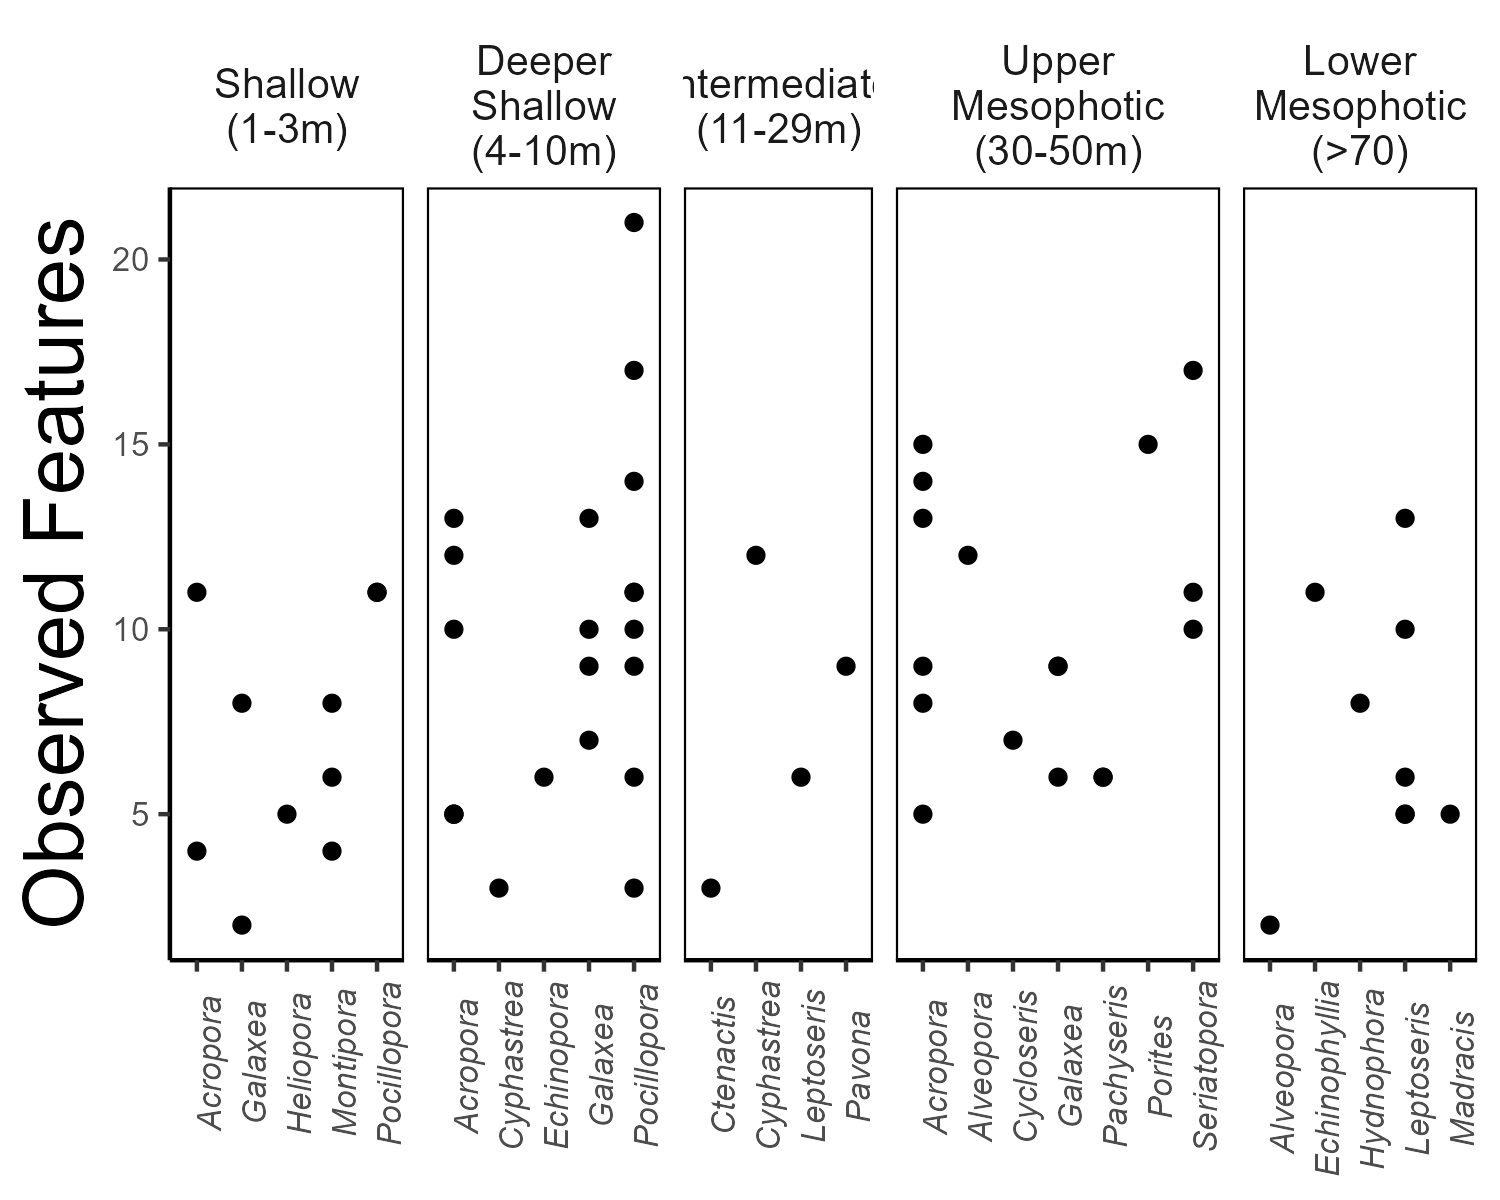 Shallow
(1-3m)
Deeper
Shallow
(4-10m)
ntermediate
(11-29m)
Upper
Mesophotic
(30-50m)
Lower
Mesophotic
(>70)
Observed Features
20
15
10
5
Acropora
Galaxea
Heliopora
Montipora
Pocillopora
Acropora
Cyphastrea
Echinopora
Galaxea
Pocillopora
Ctenactis
Cyphastrea
Leptoseris
Pavona
Acropora
Alveopora
Cycloseris
Galaxea
Pachyseris
Porites
Seriatopora
Alveopora
Echinophyllia
Hydnophora
Leptoseris
Madracis